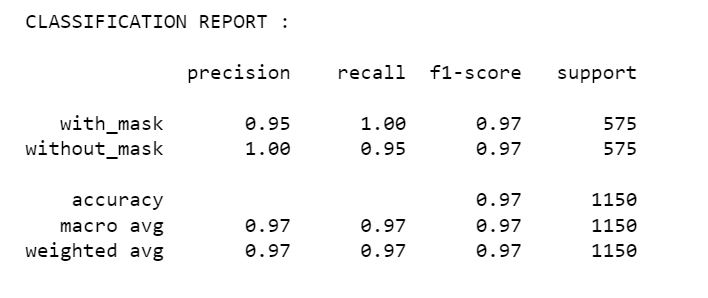 CLASSIFICATION REPORT :
precision recall f1-score support
with_mask 0.95 1.00 0.97 575
without_mask 1.00 0.95 0.97 575
accuracy 0.97 1150
macro avg 0.97 0.97 0.97 1150
weighted avg 0.97 0.97 0.97 1150